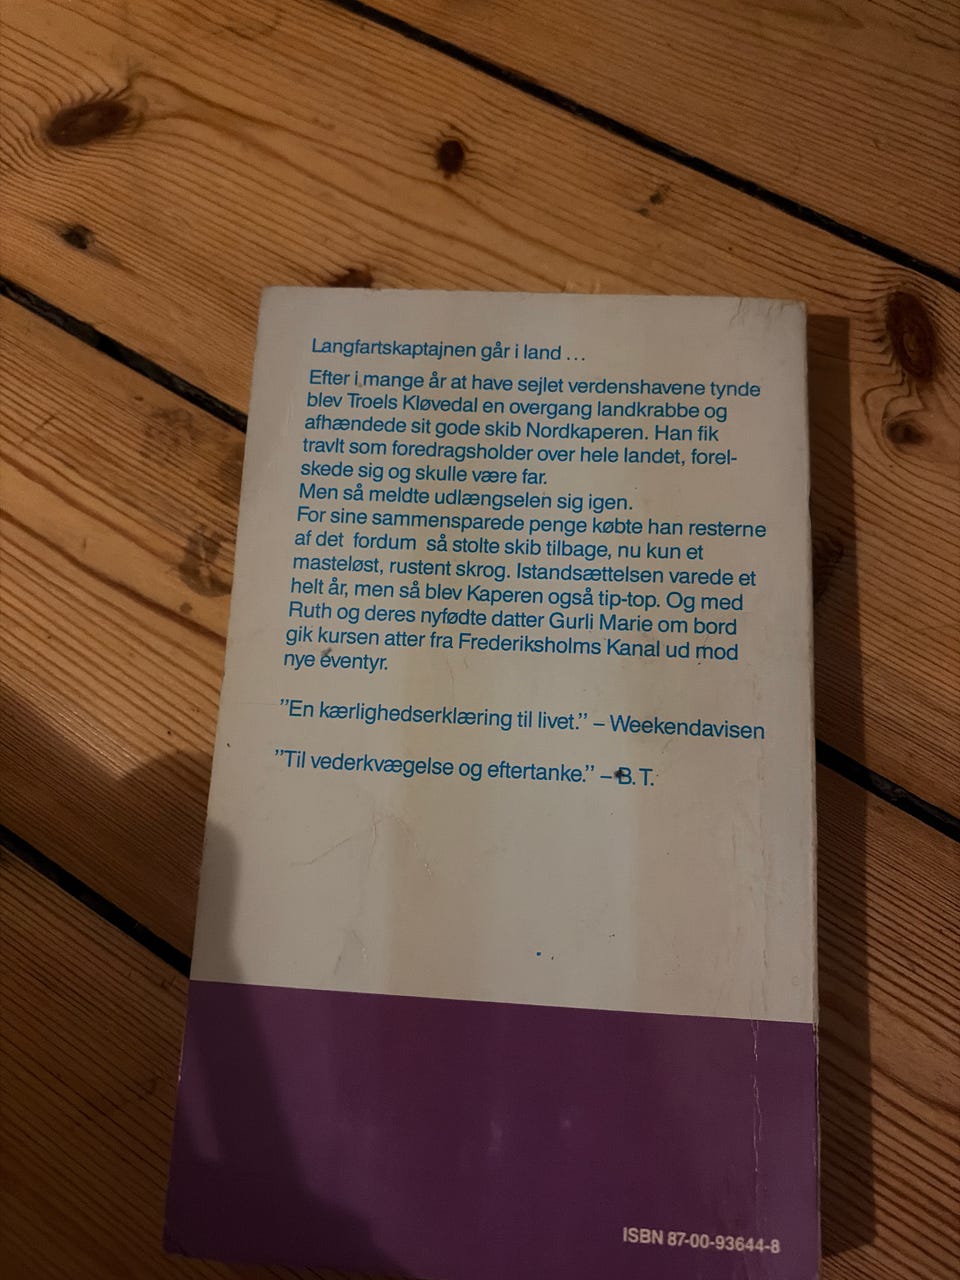 Langfartskaptajnen går i land ...
Efter i mange år at have sejlet verdenshavene tynde
blev Troels Kløvedal en overgang landkrabbe og
afhændede sit gode skib Nordkaperen. Han fik
travlt som foredragsholder over hele landet, forel-
skede sig og skulle være far.
Men så meldte udlængselen sig igen.
For sine sammensparede penge købte han resterne
af det fordum så stolte skib tilbage, nu kun et
masteløst, rustent skrog. Istandsættelsen varede et
helt år, men så blev Kaperen også tip-top. Og med
Ruth og deres nyfødte datter Gurli Marie om bord
gik kursen atter fra Frederiksholms Kanal ud mod
nye eventyr.
”En kærlighedserklæring til livet.” – Weekendavisen
”Til vederkvægelse og eftertanke.” – B.T.
ISBN 87-00-93644-8